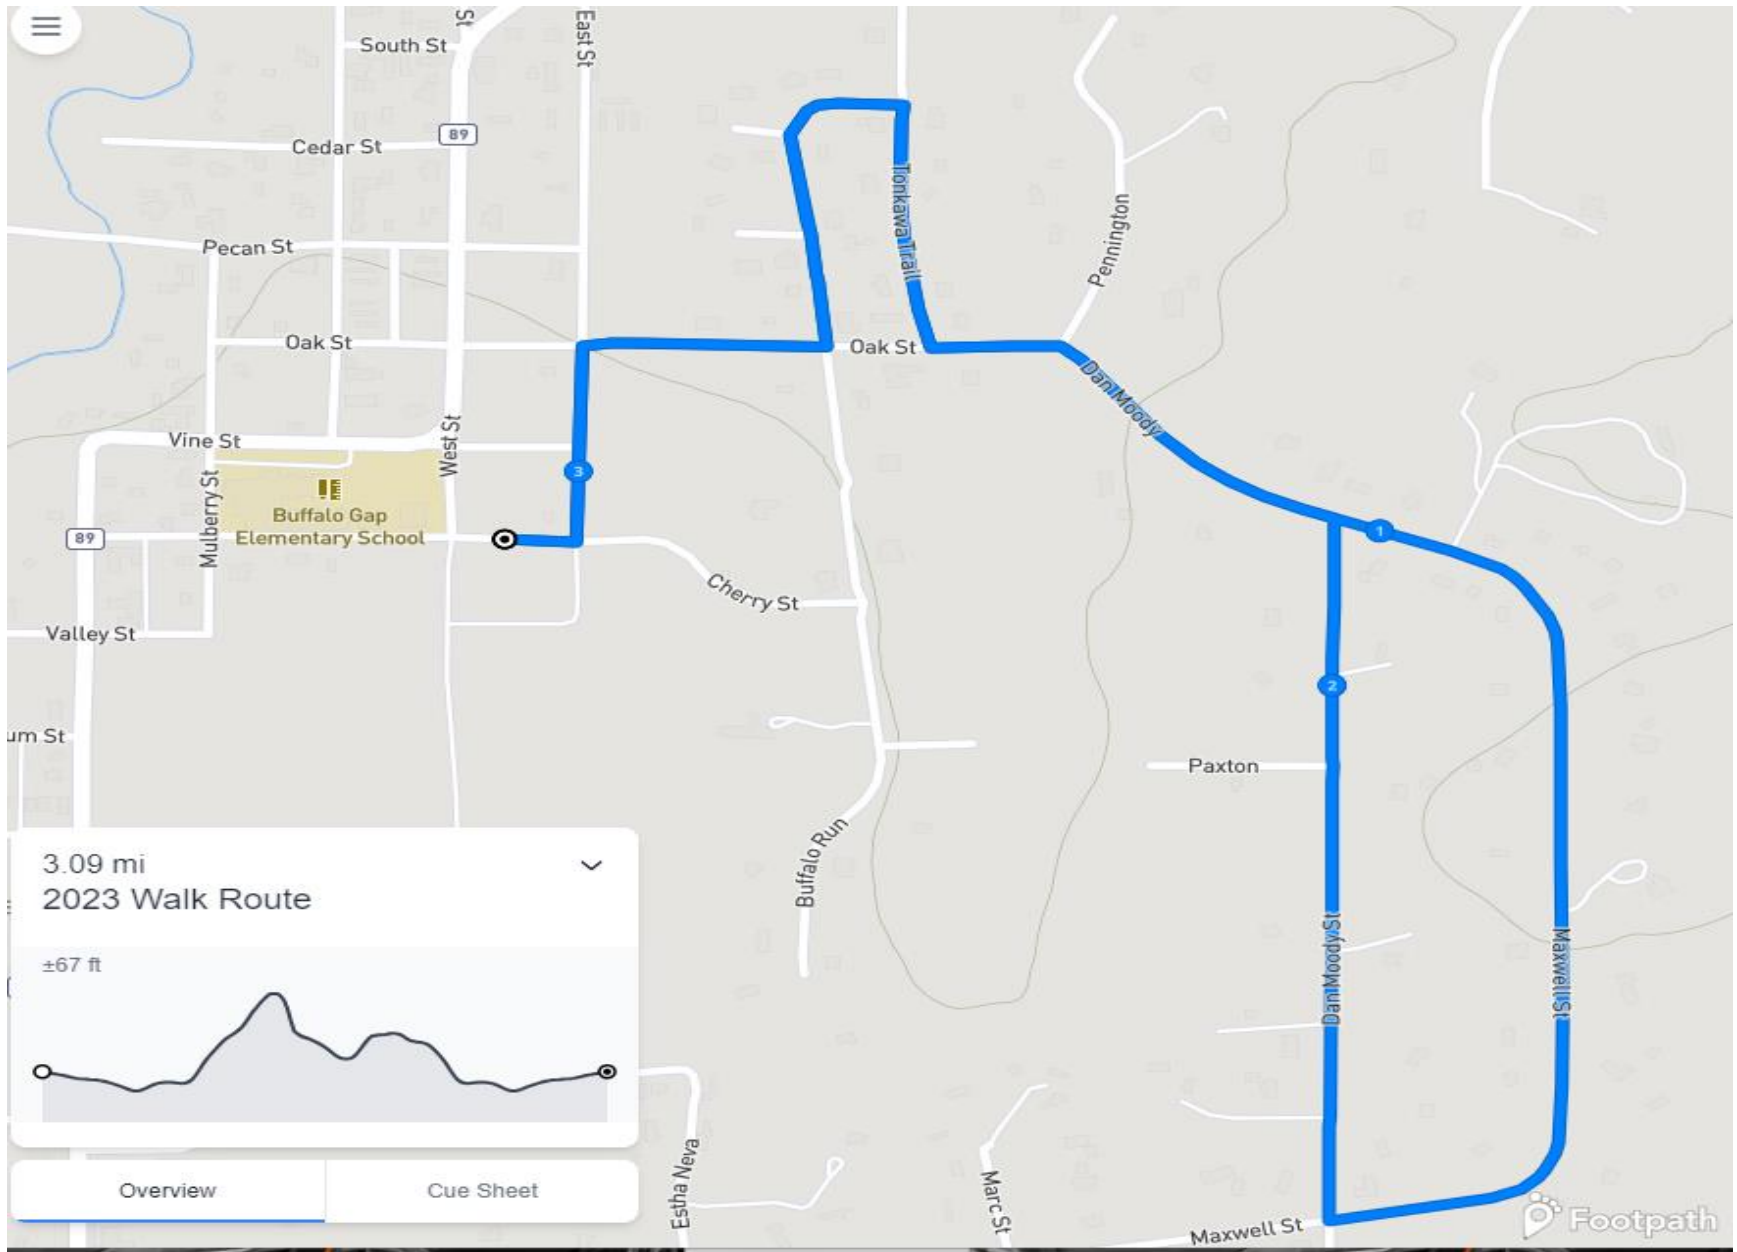 St
East St
South St
89
Cedar St
Tonkawa Trail
Pennington
Pecan St
Oak St
Oak St
Dan Moody
Vine St
West St
Mulberry St
3
Buffalo Gap
Elementary School
89
1
Cherry St
Valley St
2
um St
Paxton
Buffalo Run
3.09 mi
2023 Walk Route
±67 ft
Dan Moody St
Maxwell St
Estha Neva
Marc St
Maxwell St
Overview
Cue Sheet
Footpath